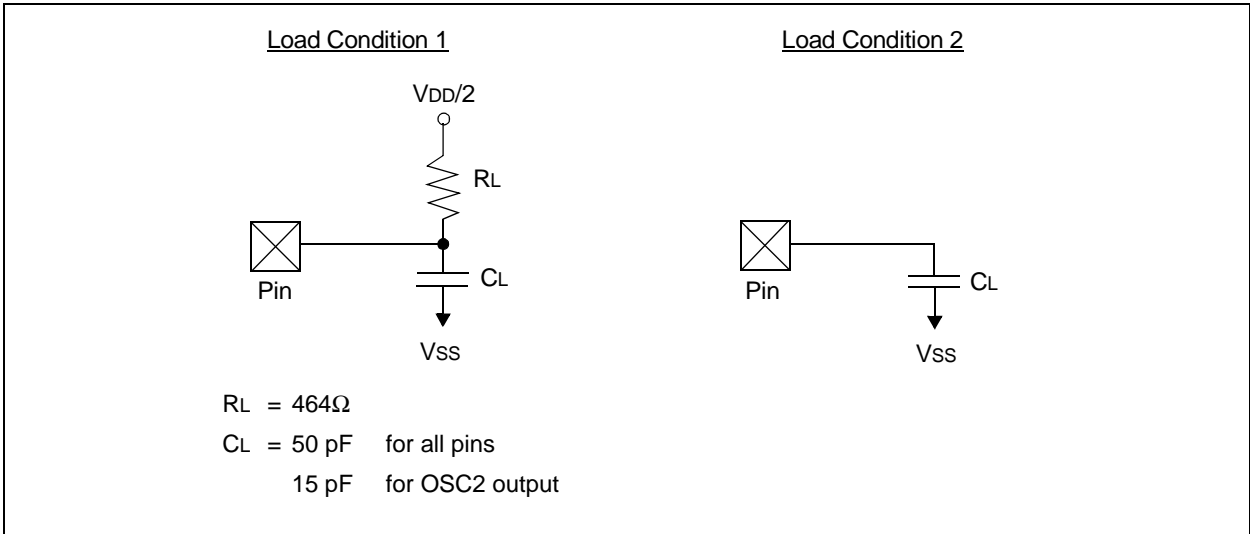 Load Condition 1
Load Condition 2
VDD/2
RL
Pin
CL
VSS
Pin
CL
VSS
RL = 464Ω
CL = 50 pF for all pins
15 pF for OSC2 output